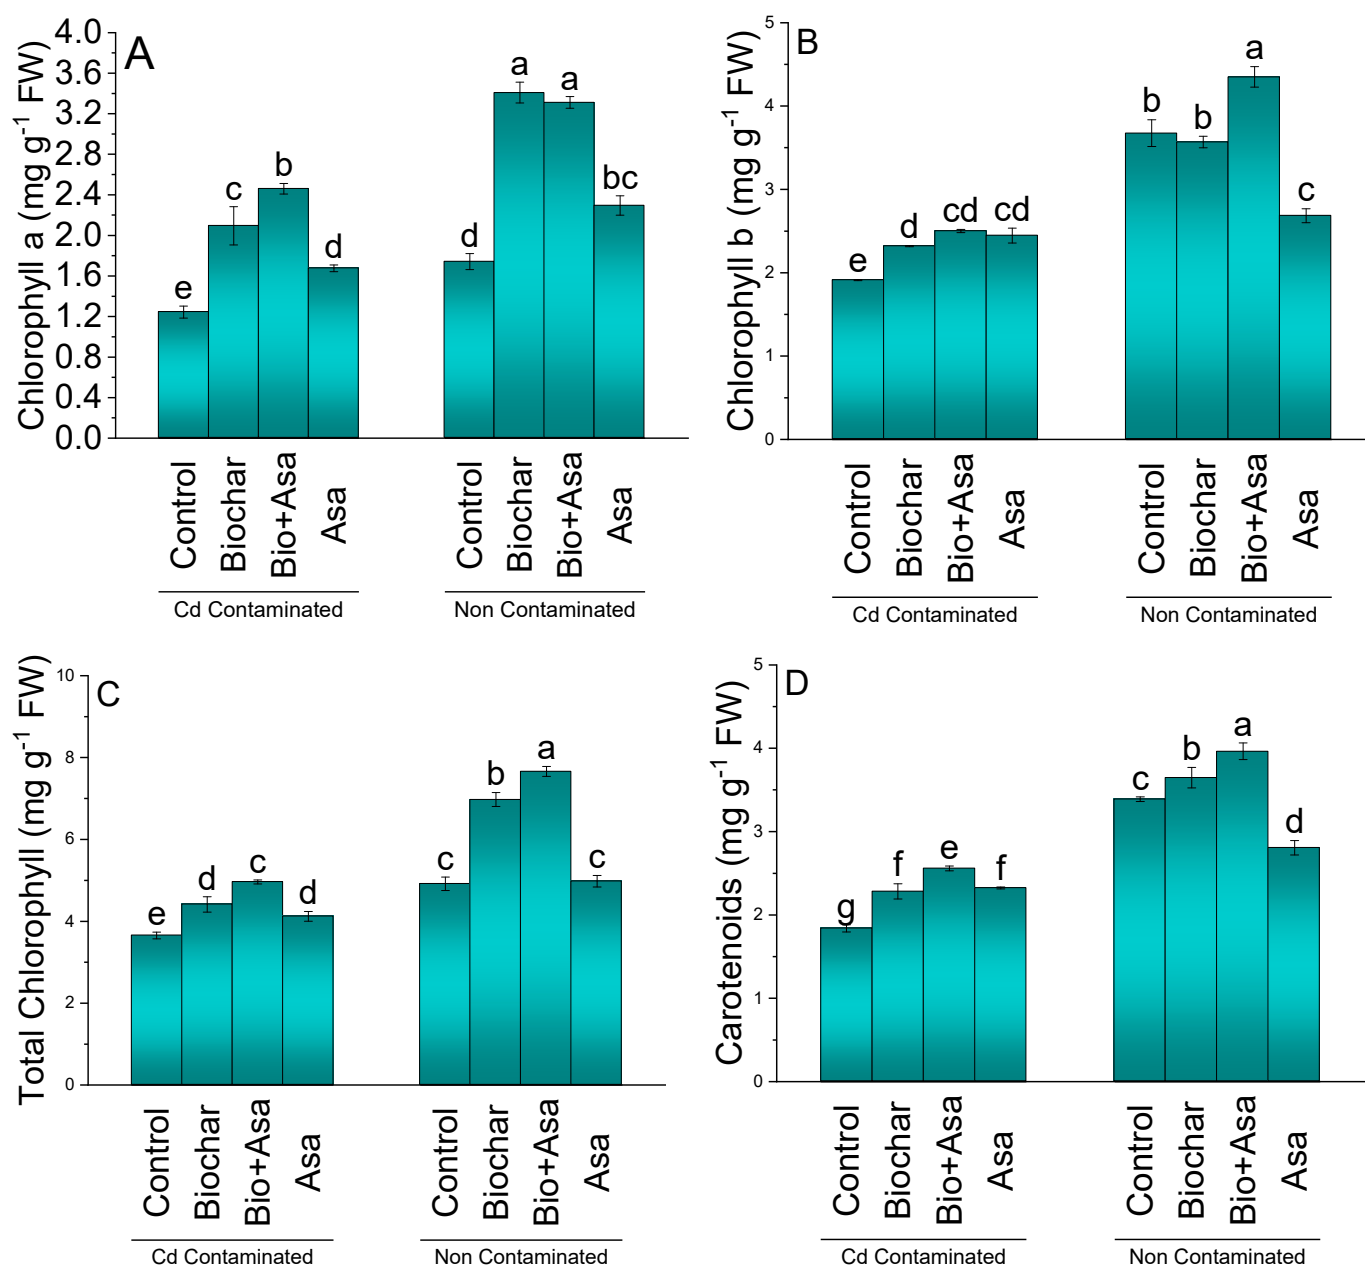 A
Chlorophyll a (mg g⁻¹ FW)
4.0
3.6
3.2
2.8
2.4
2.0
1.6
1.2
0.8
0.4
0.0
e
c
b
d
d
a
a
bc
Control
Biochar
Bio+Asa
Asa
Control
Biochar
Bio+Asa
Asa
Cd Contaminated
Non Contaminated
B
Chlorophyll b (mg g⁻¹ FW)
5
4
3
2
1
0
e
d
cd
cd
b
b
a
c
Control
Biochar
Bio+Asa
Asa
Control
Biochar
Bio+Asa
Asa
Cd Contaminated
Non Contaminated
C
Total Chlorophyll (mg g⁻¹ FW)
10
8
6
4
2
0
e
d
c
d
c
b
a
c
Control
Biochar
Bio+Asa
Asa
Control
Biochar
Bio+Asa
Asa
Cd Contaminated
Non Contaminated
D
Carotenoids (mg g⁻¹ FW)
5
4
3
2
1
0
g
f
e
f
c
b
a
d
Control
Biochar
Bio+Asa
Asa
Control
Biochar
Bio+Asa
Asa
Cd Contaminated
Non Contaminated